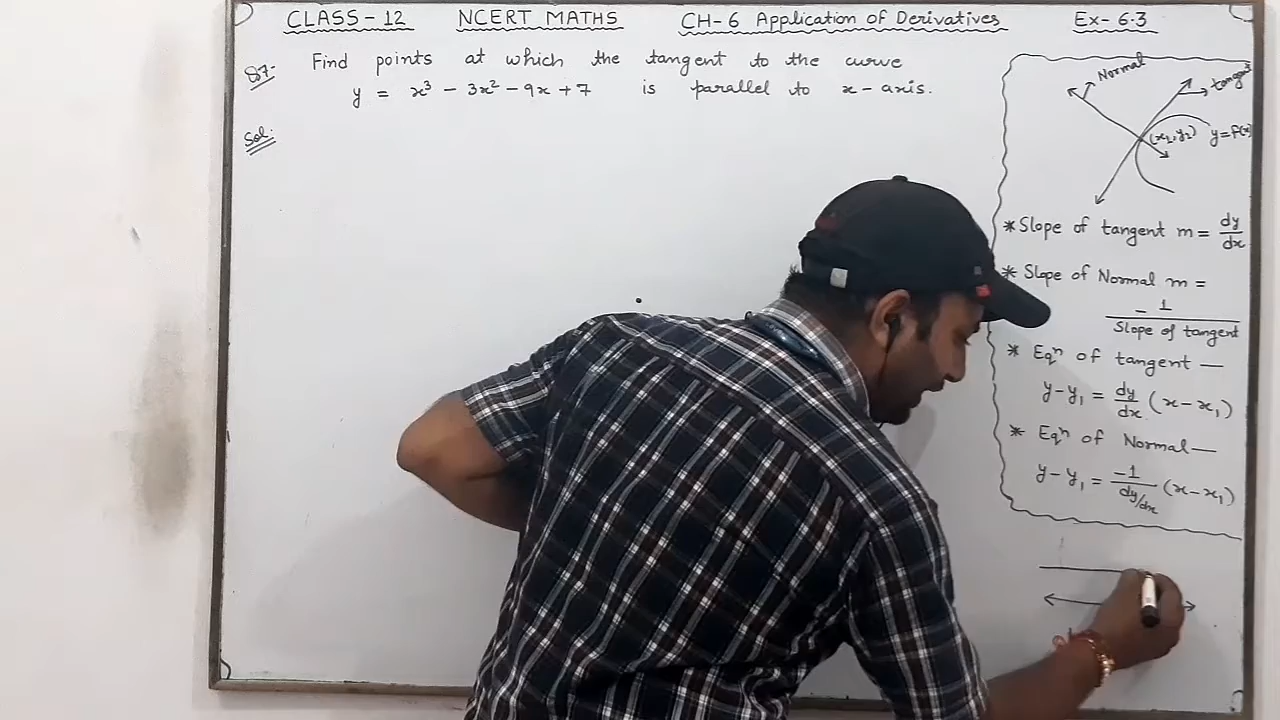 CLASS - 12 NCERT MATHS CH- 6 Application of Derivatives Ex- 6.3
Q7- Find points at which the tangent to the curve
y = x³ - 3x² - 9x + 7 is parallel to x - axis.
Sol:
Normal
tangent
(x₁, y₁) y=f(x)
* Slope of tangent m = dy/dx
* Slope of Normal m =
- 1 / Slope of tangent
* Eqⁿ of tangent —
y - y₁ = dy/dx (x - x₁)
* Eqⁿ of Normal —
y - y₁ = -1 / dy/dx (x - x₁)